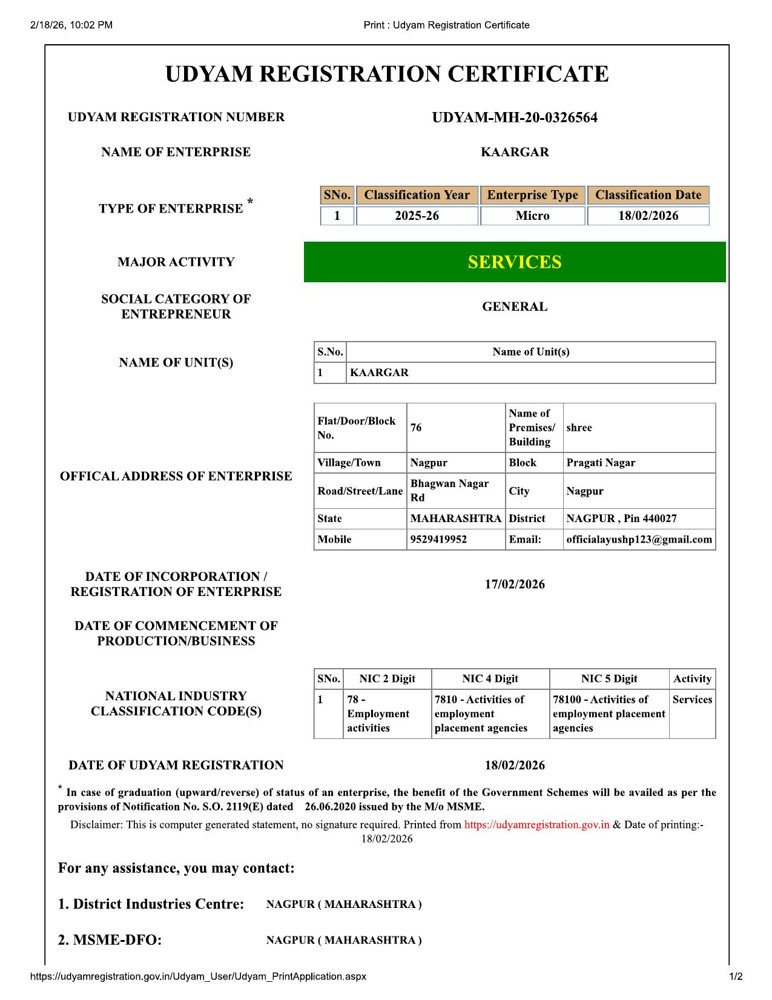 2/18/26, 10:02 PM
Print : Udyam Registration Certificate
UDYAM REGISTRATION CERTIFICATE
UDYAM REGISTRATION NUMBER
UDYAM-MH-20-0326564
NAME OF ENTERPRISE
KAARGAR
TYPE OF ENTERPRISE *
SNo. Classification Year Enterprise Type Classification Date
1 2025-26 Micro 18/02/2026
MAJOR ACTIVITY
SERVICES
SOCIAL CATEGORY OF
ENTREPRENEUR
GENERAL
NAME OF UNIT(S)
S.No. Name of Unit(s)
1 KAARGAR
OFFICAL ADDRESS OF ENTERPRISE
Flat/Door/Block
No.
76
Name of
Premises/
Building
shree
Village/Town Nagpur Block Pragati Nagar
Road/Street/Lane
Bhagwan Nagar
Rd
City Nagpur
State MAHARASHTRA District NAGPUR , Pin 440027
Mobile 9529419952 Email: officialayushp123@gmail.com
DATE OF INCORPORATION /
REGISTRATION OF ENTERPRISE
17/02/2026
DATE OF COMMENCEMENT OF
PRODUCTION/BUSINESS
NATIONAL INDUSTRY
CLASSIFICATION CODE(S)
SNo. NIC 2 Digit NIC 4 Digit NIC 5 Digit Activity
1
78 -
Employment
activities
7810 - Activities of
employment
placement agencies
78100 - Activities of
employment placement
agencies
Services
DATE OF UDYAM REGISTRATION
18/02/2026
* In case of graduation (upward/reverse) of status of an enterprise, the benefit of the Government Schemes will be availed as per the
provisions of Notification No. S.O. 2119(E) dated 26.06.2020 issued by the M/o MSME.
Disclaimer: This is computer generated statement, no signature required. Printed from https://udyamregistration.gov.in & Date of printing:-
18/02/2026
For any assistance, you may contact:
1. District Industries Centre: NAGPUR ( MAHARASHTRA )
2. MSME-DFO: NAGPUR ( MAHARASHTRA )
https://udyamregistration.gov.in/Udyam_User/Udyam_PrintApplication.aspx
1/2